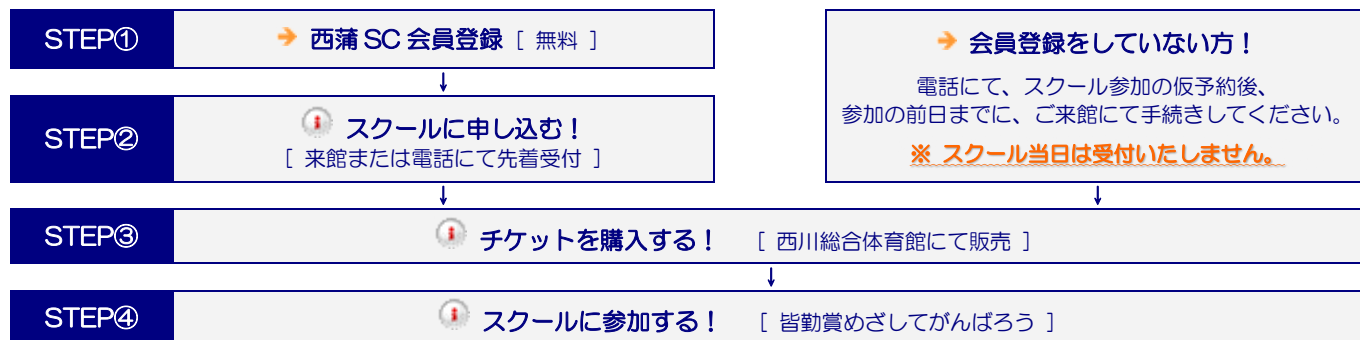 STEP① 西蒲SC会員登録 [ 無料 ]
↓
STEP② スクールに申し込む!
[ 来館または電話にて先着受付 ]
↓
会員登録をしていない方!
電話にて、スクール参加の仮予約後、
参加の前日までに、ご来館にて手続きしてください。
※ スクール当日は受付いたしません。
↓
STEP③ チケットを購入する! [ 西川総合体育館にて販売 ]
↓
STEP④ スクールに参加する! [ 皆勤賞めざしてがんばろう ]